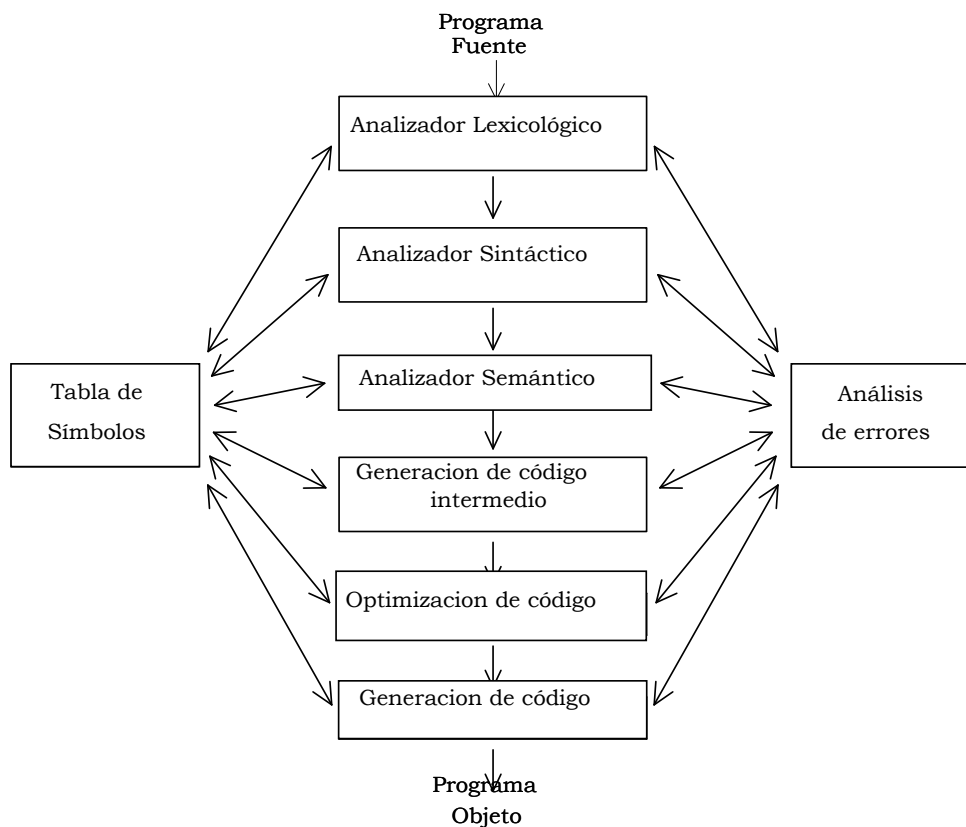 Programa
Fuente
Analizador Lexicológico
Analizador Sintáctico
Analizador Semántico
Tabla de
Símbolos
Análisis
de errores
Generacion de código
intermedio
Optimizacion de código
Generacion de código
Programa
Objeto